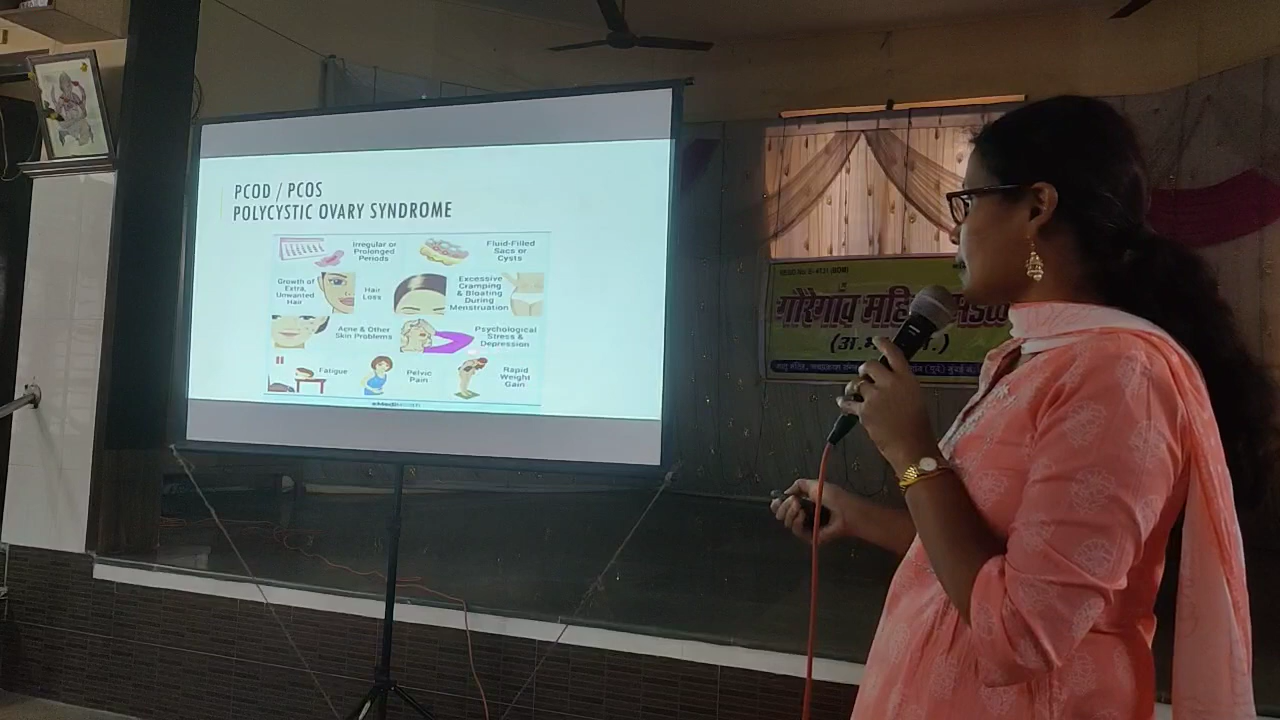 PCOD / PCOS
POLYCYSTIC OVARY SYNDROME
Irregular or
Prolonged
Periods
Fluid-Filled
Sacs or
Cysts
Growth of
Extra,
Unwanted
Hair
Hair
Loss
Excessive
Cramping
& Bloating
During
Menstruation
Acne & Other
Skin Problems
Psychological
Stress &
Depression
Fatigue
Pelvic
Pain
Rapid
Weight
Gain
गोरेगांव